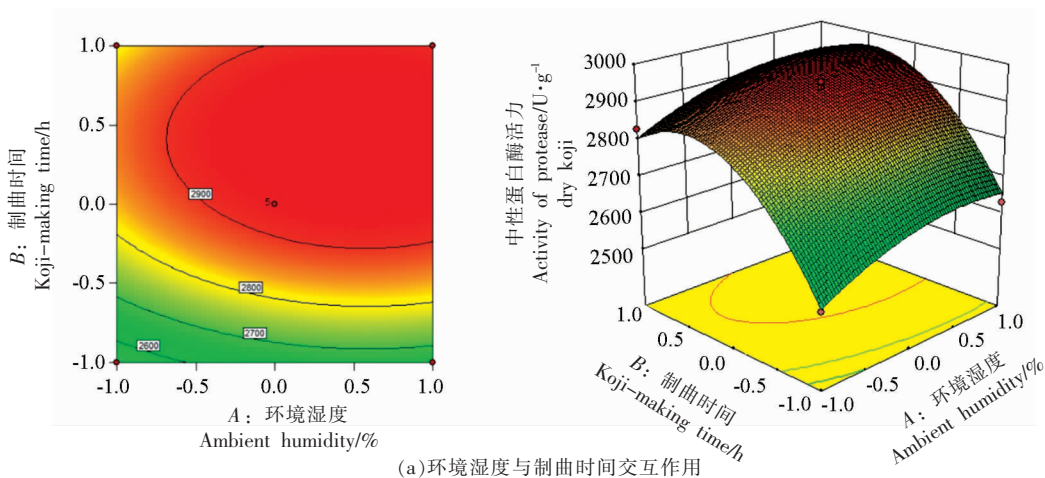 1.0
0.5
0.0
-0.5
-1.0
B：制曲时间
Koji-making time/h
2900
5
2800
2700
2600
-1.0
-0.5
0.0
0.5
1.0
A：环境湿度
Ambient humidity/%
中性蛋白酶活力
Activity of protease/U·g⁻¹
dry koji
3000
2900
2800
2700
2600
2500
1.0
0.5
0.0
-0.5
-1.0
B：制曲时间
Koji-making time/h
-1.0
-0.5
0.0
0.5
1.0
A：环境湿度
Ambient humidity/%
(a)环境湿度与制曲时间交互作用